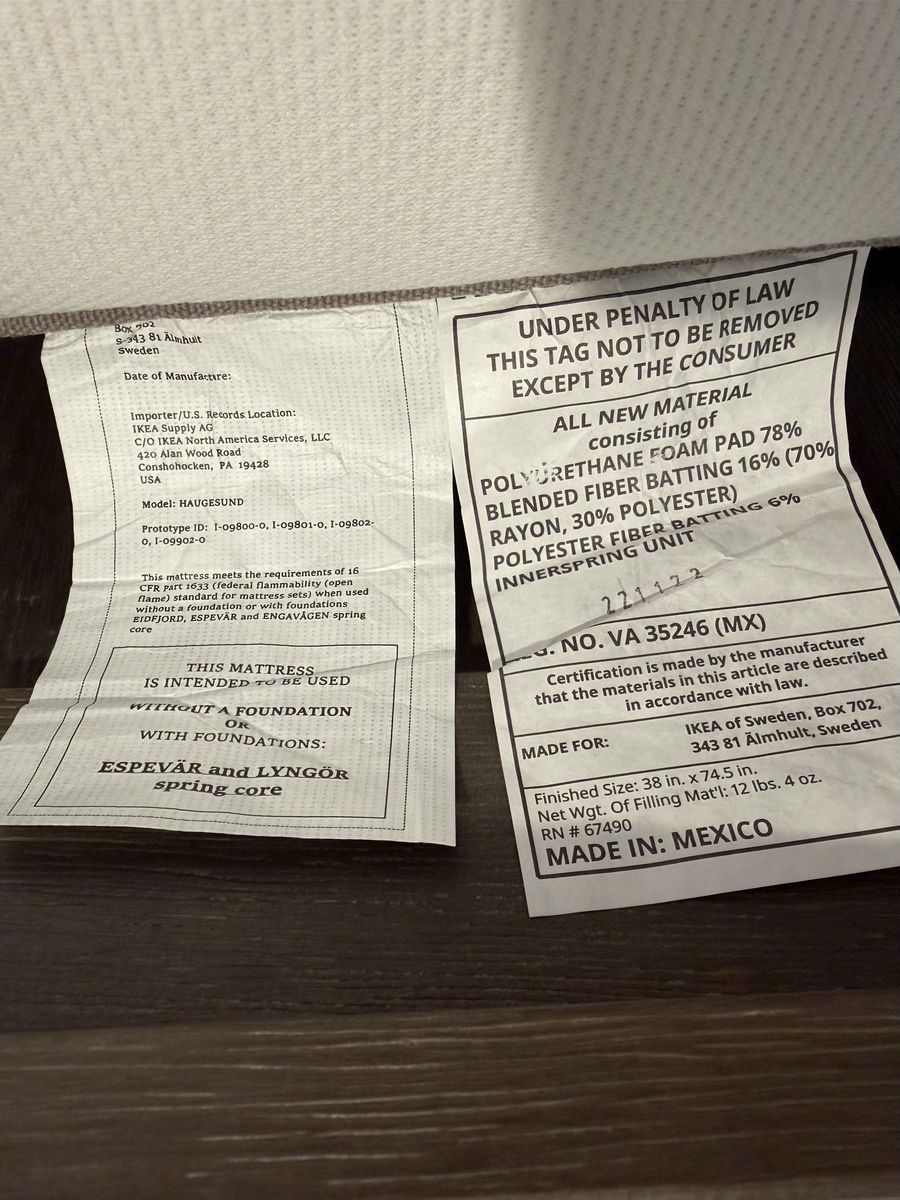 Box 702
S-343 81 Älmhult
Sweden
Date of Manufacture:
Importer/U.S. Records Location:
IKEA Supply AG
C/O IKEA North America Services, LLC
420 Alan Wood Road
Conshohocken, PA 19428
USA
Model: HAUGESUND
Prototype ID: I-09800-0, I-09801-0, I-09802-
0, I-09902-0
This mattress meets the requirements of 16
CFR part 1633 (federal flammability (open
flame) standard for mattress sets) when used
without a foundation or with foundations
EIDFJORD, ESPEVÄR and ENGAVÅGEN spring
core
THIS MATTRESS
IS INTENDED TO BE USED
WITHOUT A FOUNDATION
OR
WITH FOUNDATIONS:
ESPEVÄR and LYNGÖR
spring core
UNDER PENALTY OF LAW
THIS TAG NOT TO BE REMOVED
EXCEPT BY THE CONSUMER
ALL NEW MATERIAL
consisting of
POLYURETHANE FOAM PAD 78%
BLENDED FIBER BATTING 16% (70%
RAYON, 30% POLYESTER)
POLYESTER FIBER BATTING 6%
INNERSPRING UNIT
221122
NO. VA 35246 (MX)
Certification is made by the manufacturer
that the materials in this article are described
in accordance with law.
MADE FOR: IKEA of Sweden, Box 702,
343 81 Älmhult, Sweden
Finished Size: 38 in. x 74.5 in.
Net Wgt. Of Filling Mat'l: 12 lbs. 4 oz.
RN # 67490
MADE IN: MEXICO